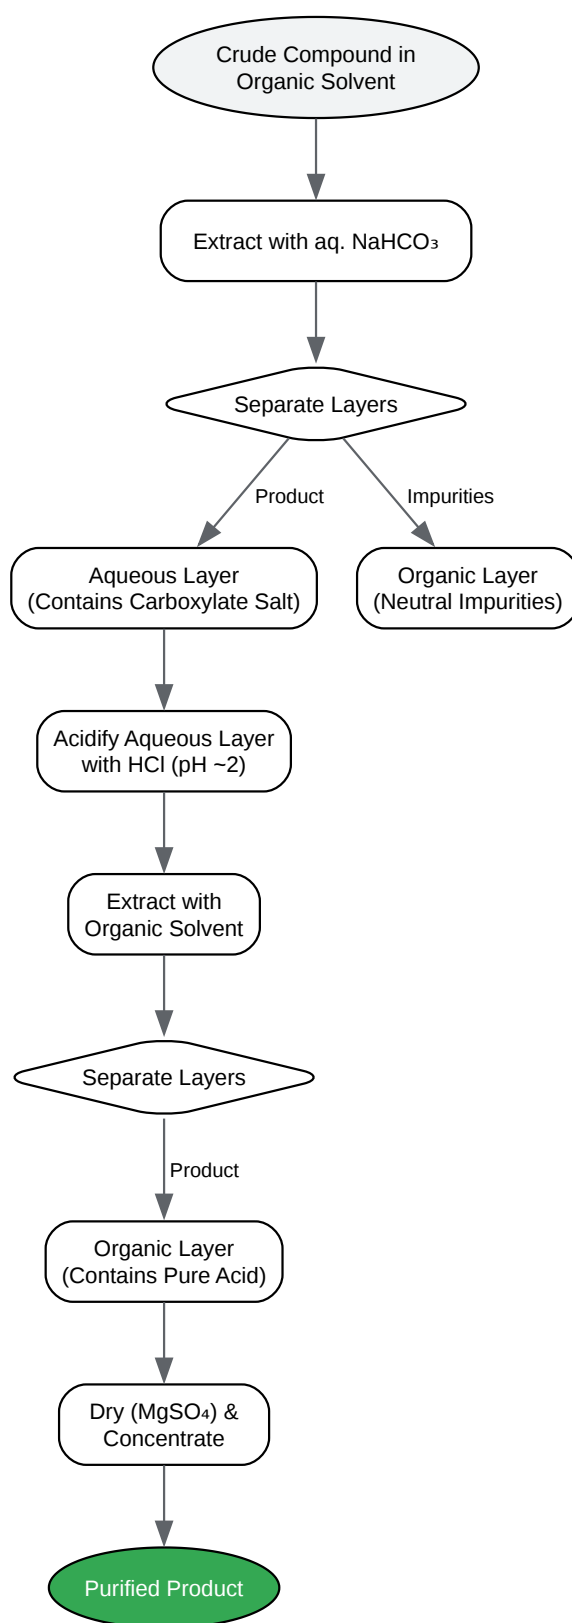 Crude Compound in
Organic Solvent
Extract with aq. NaHCO₃
Separate Layers
Product
Impurities
Aqueous Layer
(Contains Carboxylate Salt)
Organic Layer
(Neutral Impurities)
Acidify Aqueous Layer
with HCl (pH ~2)
Extract with
Organic Solvent
Separate Layers
Product
Organic Layer
(Contains Pure Acid)
Dry (MgSO₄) &
Concentrate
Purified Product